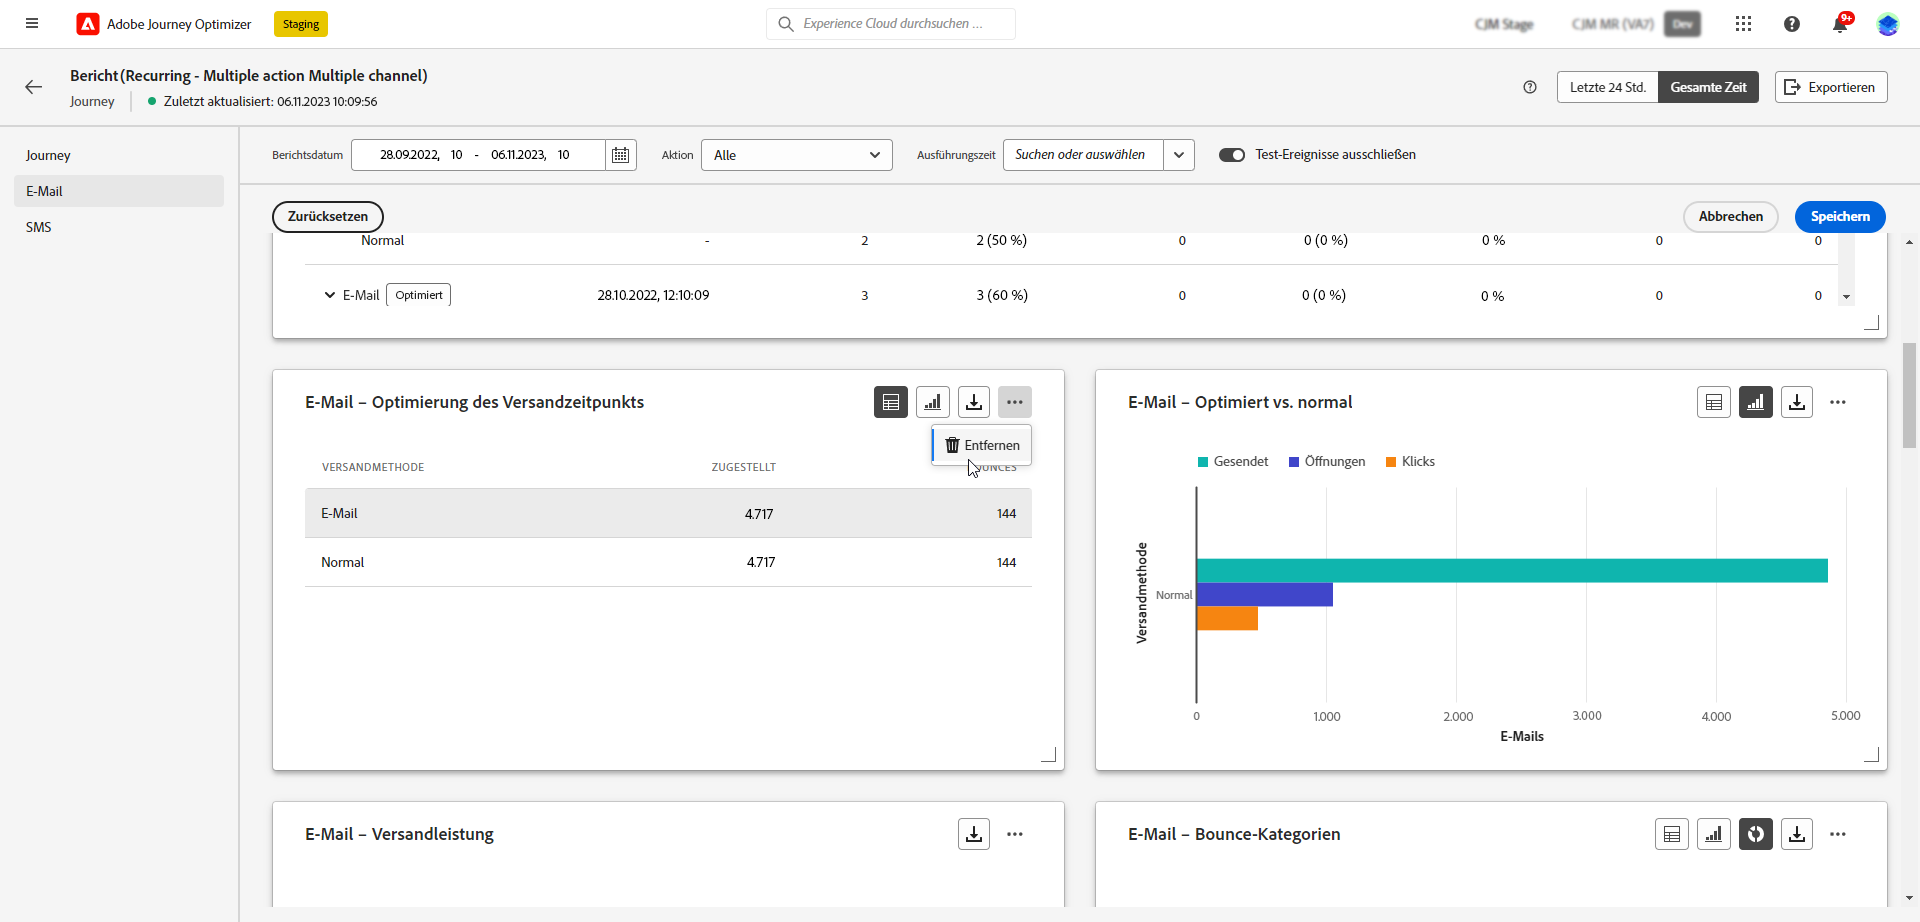 Adobe Journey Optimizer
Staging
Experience Cloud durchsuchen ...
CJM Stage
CJM MR (VA7)
Dev
9+
Bericht (Recurring - Multiple action Multiple channel)
Journey
Zuletzt aktualisiert: 06.11.2023 10:09:56
Letzte 24 Std.
Gesamte Zeit
Exportieren
Journey
E-Mail
SMS
Berichtsdatum
28.09.2022, 10 - 06.11.2023, 10
Aktion
Alle
Ausführungszeit
Suchen oder auswählen
Test-Ereignisse ausschließen
Zurücksetzen
Abbrechen
Speichern
Normal - 2 2 (50 %) 0 0 (0 %) 0 % 0 0
E-Mail Optimiert 28.10.2022, 12:10:09 3 3 (60 %) 0 0 (0 %) 0 % 0 0
E-Mail – Optimierung des Versandzeitpunkts
Entfernen
VERSANDMETHODE ZUGESTELLT OUNCES
E-Mail 4.717 144
Normal 4.717 144
E-Mail – Optimiert vs. normal
Gesendet Öffnungen Klicks
Versandmethode
Normal
0 1.000 2.000 3.000 4.000 5.000
E-Mails
E-Mail – Versandleistung
E-Mail – Bounce-Kategorien